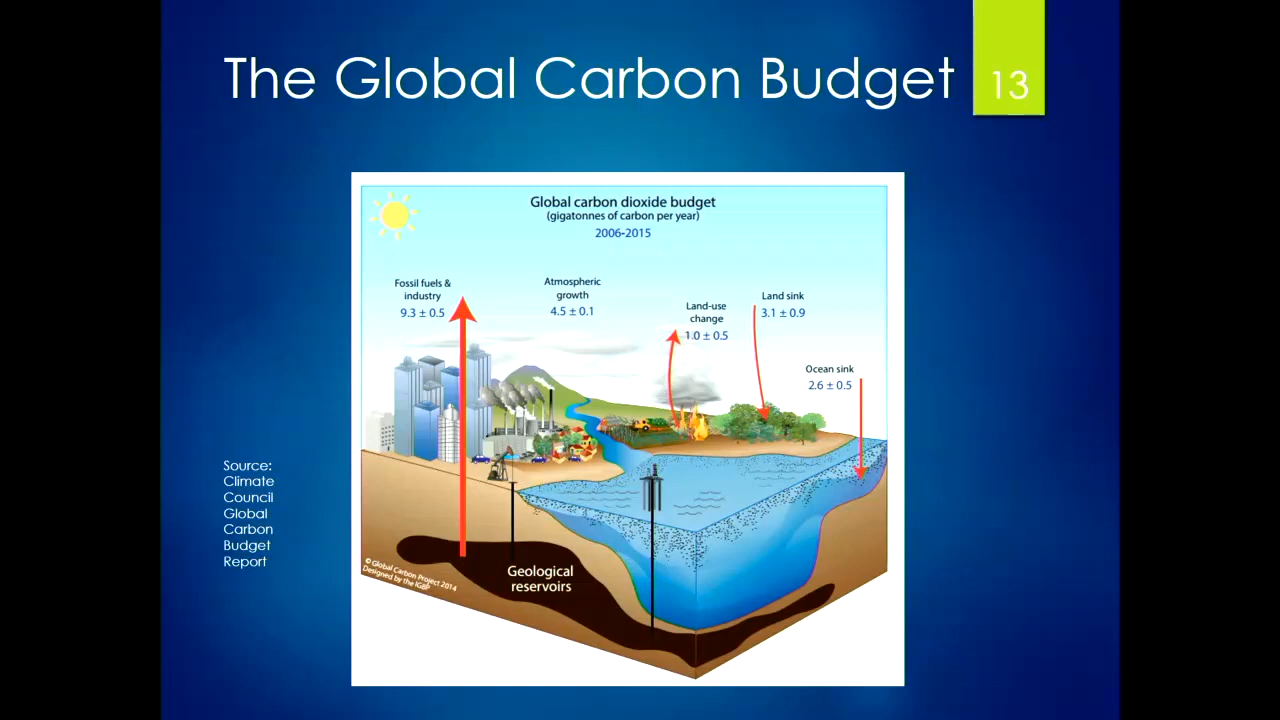 The Global Carbon Budget
13
Global carbon dioxide budget
(gigatonnes of carbon per year)
2006-2015
Fossil fuels &
industry
9.3 ± 0.5
Atmospheric
growth
4.5 ± 0.1
Land-use
change
1.0 ± 0.5
Land sink
3.1 ± 0.9
Ocean sink
2.6 ± 0.5
Source:
Climate
Council
Global
Carbon
Budget
Report
Geological
reservoirs
© Global Carbon Project 2014
Designed by the IGBP